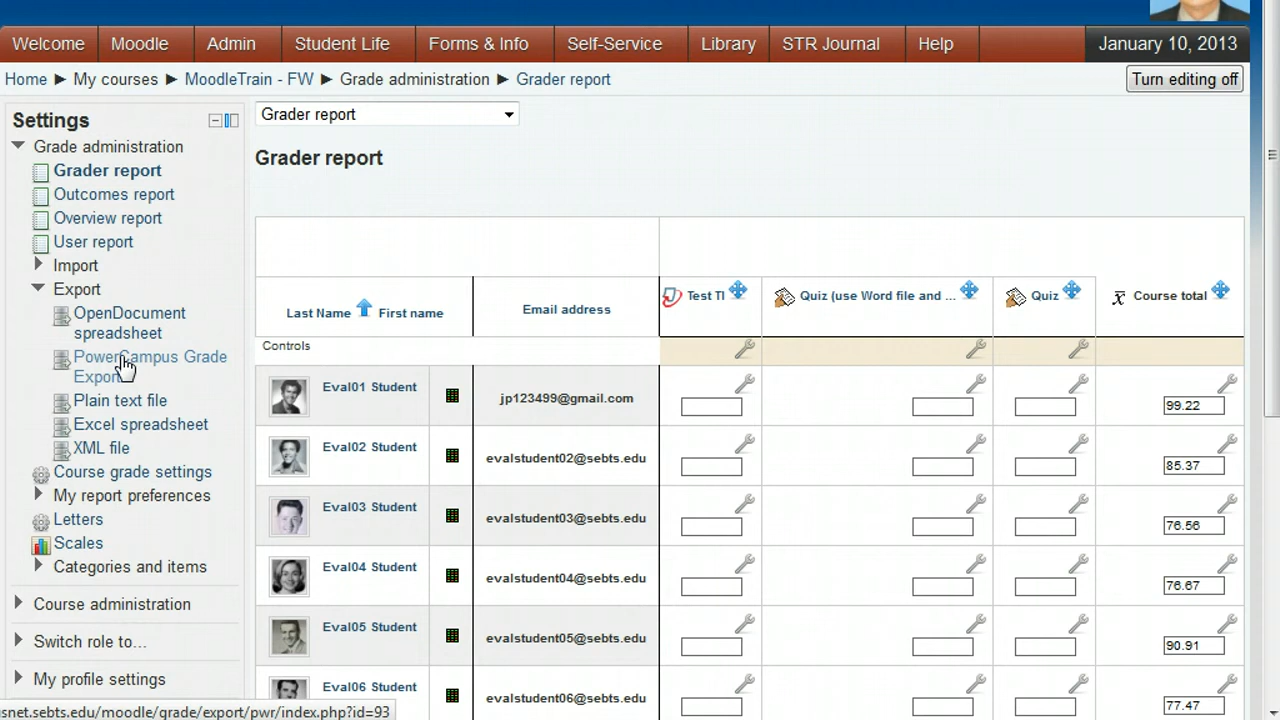 Welcome Moodle Admin Student Life Forms & Info Self-Service Library STR Journal Help January 10, 2013
Home ► My courses ► MoodleTrain - FW ► Grade administration ► Grader report Turn editing off
Settings
Grade administration
Grader report
Outcomes report
Overview report
User report
Import
Export
OpenDocument
spreadsheet
PowerCampus Grade
Export
Plain text file
Excel spreadsheet
XML file
Course grade settings
My report preferences
Letters
Scales
Categories and items
Course administration
Switch role to...
My profile settings
snet.sebts.edu/moodle/grade/export/pwr/index.php?id=93
Grader report
Grader report
Last Name First name Email address Test TI Quiz (use Word file and ... Quiz x̄ Course total
Controls
Eval01 Student jp123499@gmail.com 99.22
Eval02 Student evalstudent02@sebts.edu 85.37
Eval03 Student evalstudent03@sebts.edu 76.56
Eval04 Student evalstudent04@sebts.edu 76.67
Eval05 Student evalstudent05@sebts.edu 90.91
Eval06 Student evalstudent06@sebts.edu 77.47